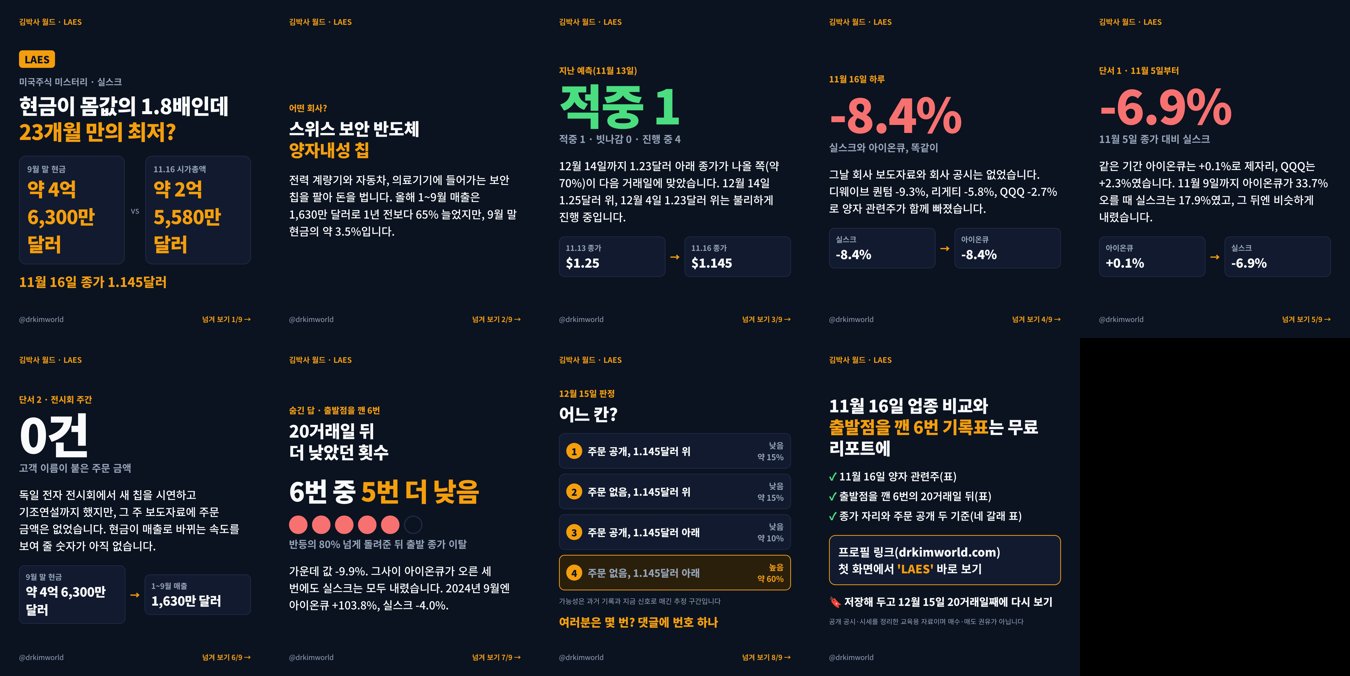 김박사 월드 · LAES
LAES
미국주식 미스터리 · 실스크
현금이 몸값의 1.8배인데
23개월 만의 최저?
9월 말 현금
약 4억
6,300만
달러
vs
11.16 시가총액
약 2억
5,580만
달러
11월 16일 종가 1.145달러
@drkimworld
넘겨 보기 1/9 →
김박사 월드 · LAES
어떤 회사?
스위스 보안 반도체
양자내성 칩
전력 계량기와 자동차, 의료기기에 들어가는 보안
칩을 팔아 돈을 법니다. 올해 1~9월 매출은
1,630만 달러로 1년 전보다 65% 늘었지만, 9월 말
현금의 약 3.5%입니다.
@drkimworld
넘겨 보기 2/9 →
김박사 월드 · LAES
지난 예측(11월 13일)
적중 1
적중 1 · 빗나감 0 · 진행 중 4
12월 14일까지 1.23달러 아래 종가가 나올 쪽(약
70%)이 다음 거래일에 맞았습니다. 12월 14일
1.25달러 위, 12월 4일 1.23달러 위는 불리하게
진행 중입니다.
11.13 종가
$1.25
→
11.16 종가
$1.145
@drkimworld
넘겨 보기 3/9 →
김박사 월드 · LAES
11월 16일 하루
-8.4%
실스크와 아이온큐, 똑같이
그날 회사 보도자료와 회사 공시는 없었습니다.
디웨이브 퀀텀 -9.3%, 리게티 -5.8%, QQQ -2.7%
로 양자 관련주가 함께 빠졌습니다.
실스크
-8.4%
→
아이온큐
-8.4%
@drkimworld
넘겨 보기 4/9 →
김박사 월드 · LAES
단서 1 · 11월 5일부터
-6.9%
11월 5일 종가 대비 실스크
같은 기간 아이온큐는 +0.1%로 제자리, QQQ는
+2.3%였습니다. 11월 9일까지 아이온큐가 33.7%
오를 때 실스크는 17.9%였고, 그 뒤엔 비슷하게
내렸습니다.
아이온큐
+0.1%
→
실스크
-6.9%
@drkimworld
넘겨 보기 5/9 →
김박사 월드 · LAES
단서 2 · 전시회 주간
0건
고객 이름이 붙은 주문 금액
독일 전자 전시회에서 새 칩을 시연하고
기조연설까지 했지만, 그 주 보도자료에 주문
금액은 없었습니다. 현금이 매출로 바뀌는 속도를
보여 줄 숫자가 아직 없습니다.
9월 말 현금
약 4억 6,300만
달러
→
1~9월 매출
1,630만 달러
@drkimworld
넘겨 보기 6/9 →
김박사 월드 · LAES
숨긴 답 · 출발점을 깬 6번
20거래일 뒤
더 낮았던 횟수
6번 중 5번 더 낮음
반등의 80% 넘게 돌려준 뒤 출발 종가 이탈
가운데 값 -9.9%. 그사이 아이온큐가 오른 세
번에도 실스크는 모두 내렸습니다. 2024년 9월엔
아이온큐 +103.8%, 실스크 -4.0%.
@drkimworld
넘겨 보기 7/9 →
김박사 월드 · LAES
12월 15일 판정
어느 칸?
1 주문 공개, 1.145달러 위 낮음 약 15%
2 주문 없음, 1.145달러 위 낮음 약 15%
3 주문 공개, 1.145달러 아래 낮음 약 10%
4 주문 없음, 1.145달러 아래 높음 약 60%
가능성은 과거 기록과 지금 신호로 매긴 추정 구간입니다
여러분은 몇 번? 댓글에 번호 하나
@drkimworld
넘겨 보기 8/9 →
김박사 월드 · LAES
11월 16일 업종 비교와
출발점을 깬 6번 기록표는 무료
리포트에
✓ 11월 16일 양자 관련주(표)
✓ 출발점을 깬 6번의 20거래일 뒤(표)
✓ 종가 자리와 주문 공개 두 기준(네 갈래 표)
프로필 링크(drkimworld.com)
첫 화면에서 'LAES' 바로 보기
🔖 저장해 두고 12월 15일 20거래일째에 다시 보기
공개 공시·시세를 정리한 교육용 자료이며 매수·매도 권유가 아닙니다
@drkimworld